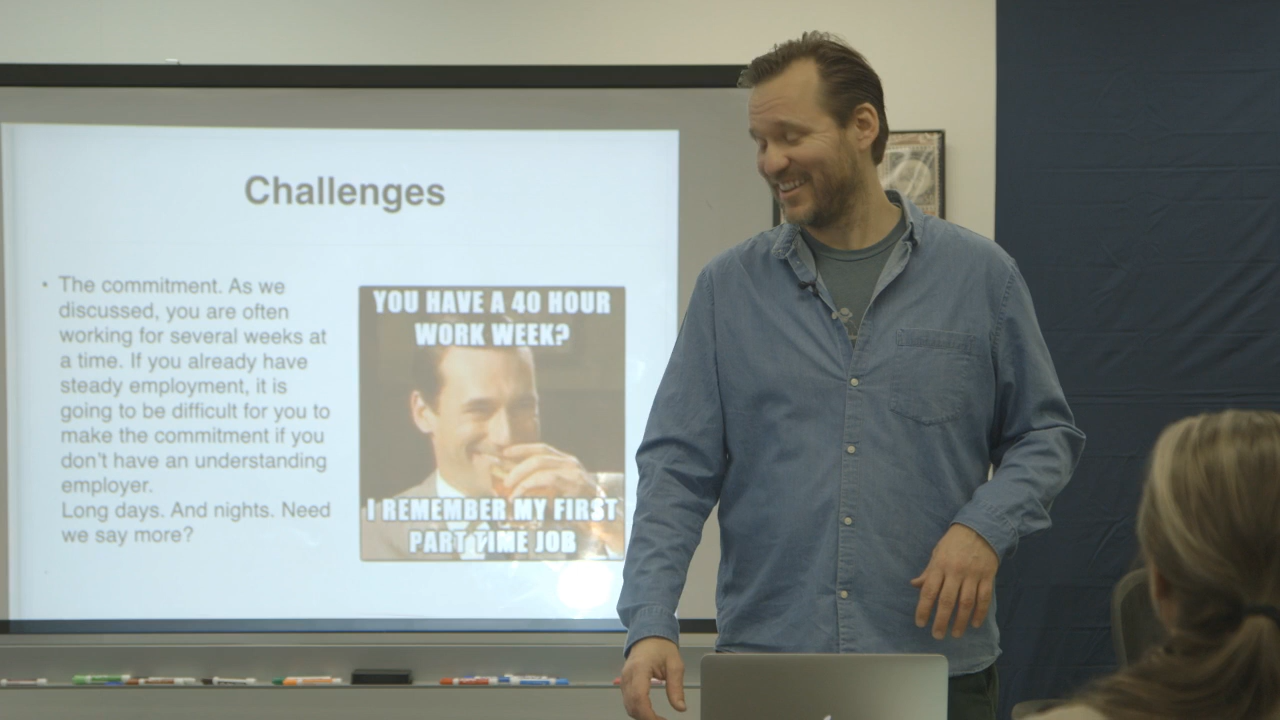 Challenges
• The commitment. As we
discussed, you are often
working for several weeks at
a time. If you already have
steady employment, it is
going to be difficult for you to
make the commitment if you
don't have an understanding
employer.
Long days. And nights. Need
we say more?
YOU HAVE A 40 HOUR
WORK WEEK?
I REMEMBER MY FIRST
PART TIME JOB